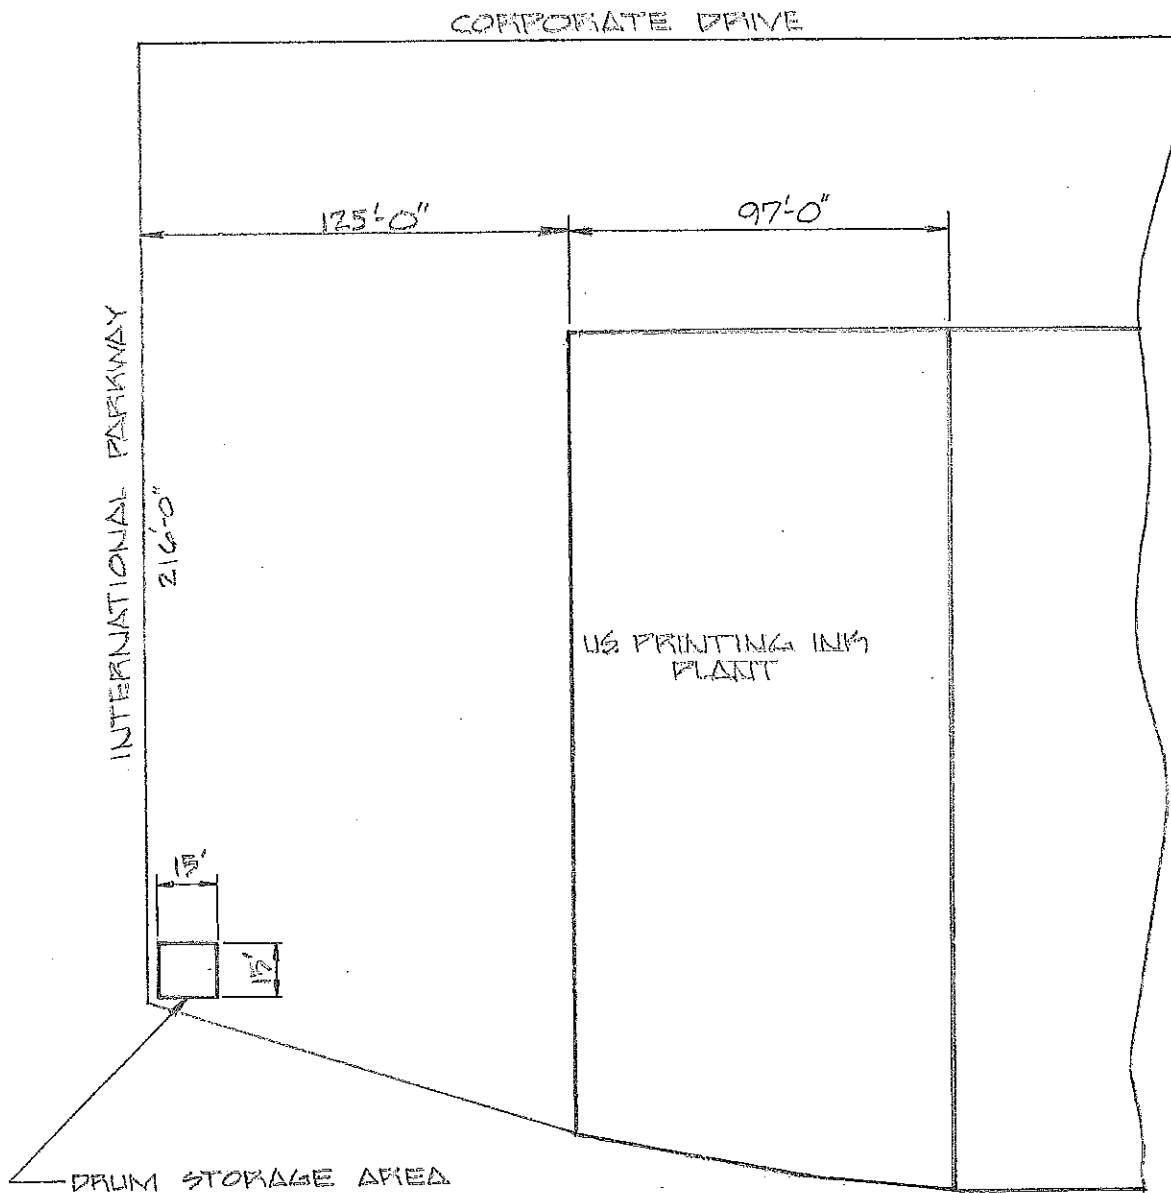 CORPORATE DRIVE
125'-0"
97'-0"
INTERNATIONAL PARKWAY
216'-0"
US PRINTING INK
PLANT
15'
15'
DRUM STORAGE AREA